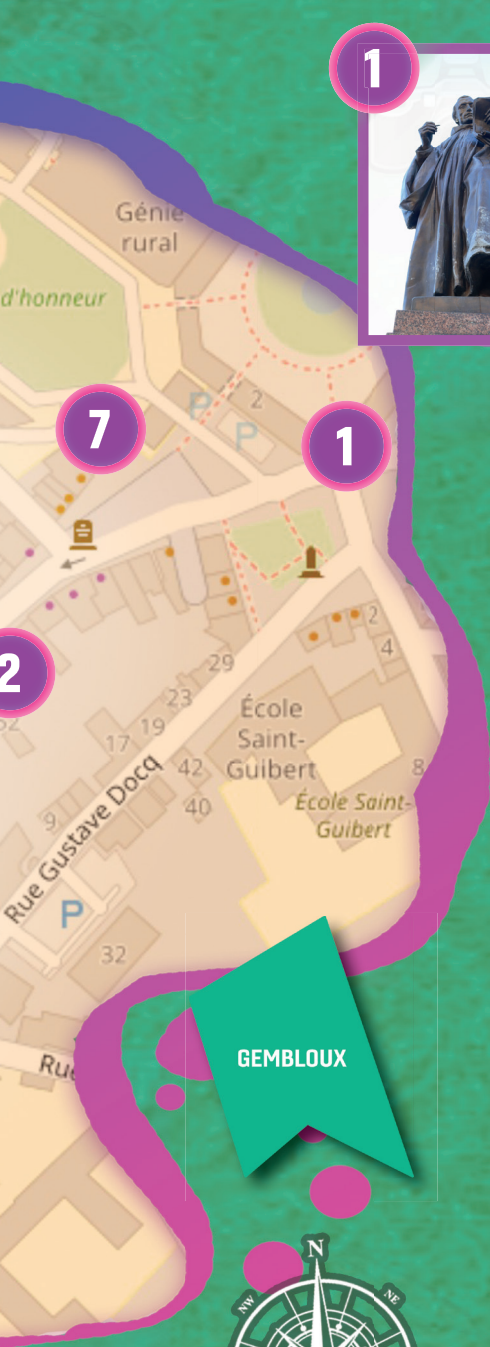 1
Génie
rural
d'honneur
P
2
P
7
1
2
4
2
29
École
Saint-
Guibert
23
19
17
42
40
8
École Saint-
Guibert
9
Rue Gustave Docq
P
32
Rue
GEMBLOUX
N
NW
NE